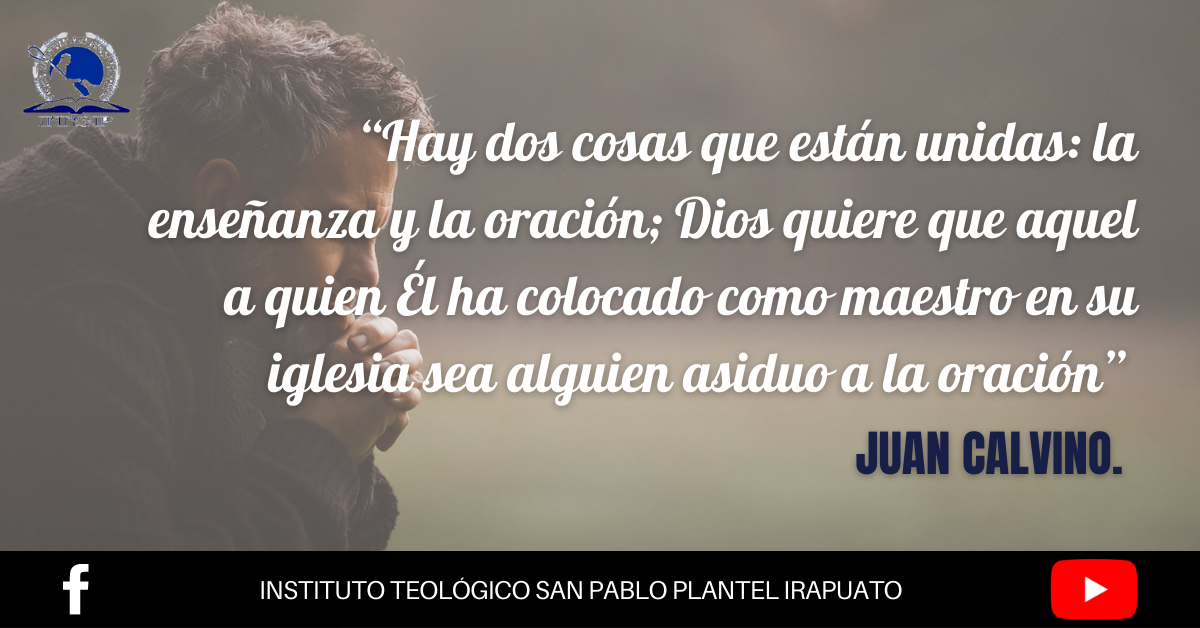 “Hay dos cosas que están unidas: la
enseñanza y la oración; Dios quiere que aquel
a quien Él ha colocado como maestro en su
iglesia sea alguien asiduo a la oración”
JUAN CALVINO.
INSTITUTO TEOLÓGICO SAN PABLO PLANTEL IRAPUATO